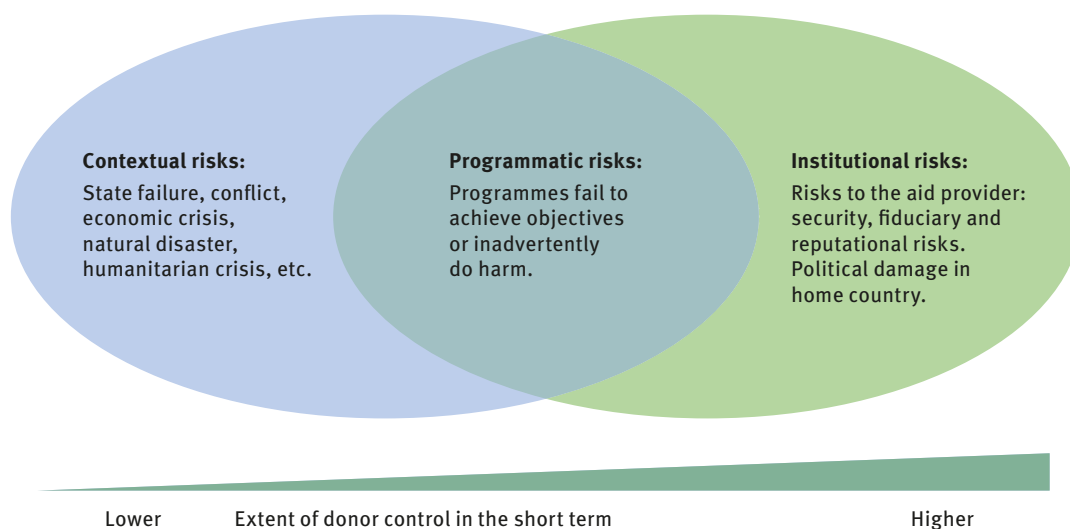 Contextual risks:
State failure, conflict,
economic crisis,
natural disaster,
humanitarian crisis, etc.
Programmatic risks:
Programmes fail to
achieve objectives
or inadvertently
do harm.
Institutional risks:
Risks to the aid provider:
security, fiduciary and
reputational risks.
Political damage in
home country.
Lower
Extent of donor control in the short term
Higher